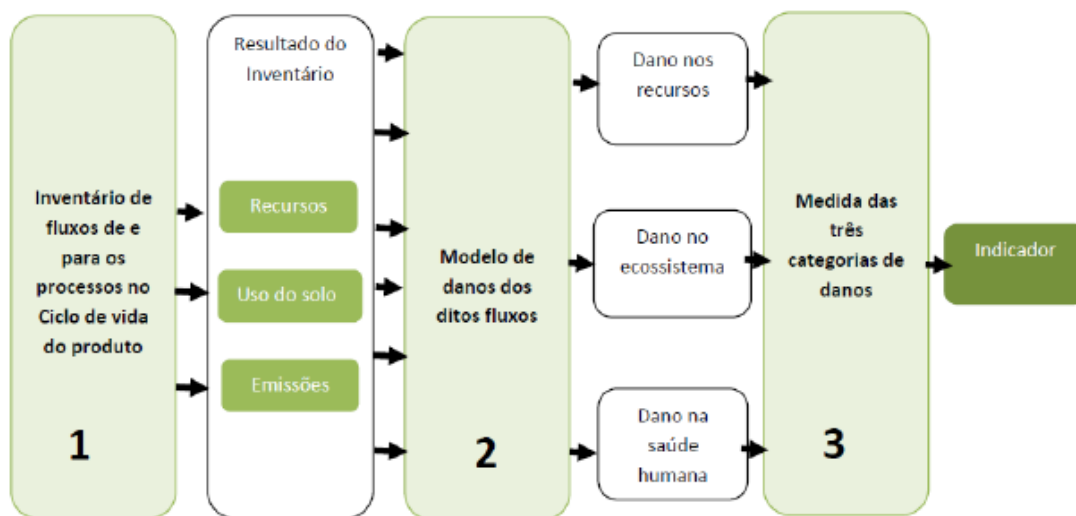 Inventário de
fluxos de e
para os
processos no
Ciclo de vida
do produto
1
Resultado do
Inventário
Recursos
Uso do solo
Emissões
Modelo de
danos dos
ditos fluxos
2
Dano nos
recursos
Dano no
ecossistema
Dano na
saúde
humana
Medida das
três
categorias de
danos
3
Indicador